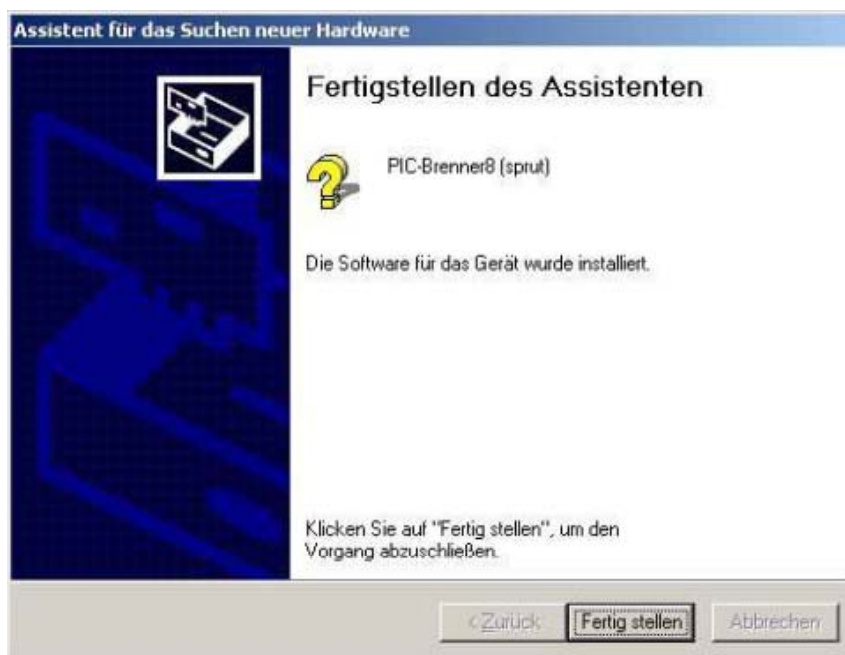 Assistent für das Suchen neuer Hardware
Fertigstellen des Assistenten
PIC-Brenner8 (sprut)
Die Software für das Gerät wurde installiert.
Klicken Sie auf "Fertig stellen", um den
Vorgang abzuschließen.
< Zurück
Fertig stellen
Abbrechen